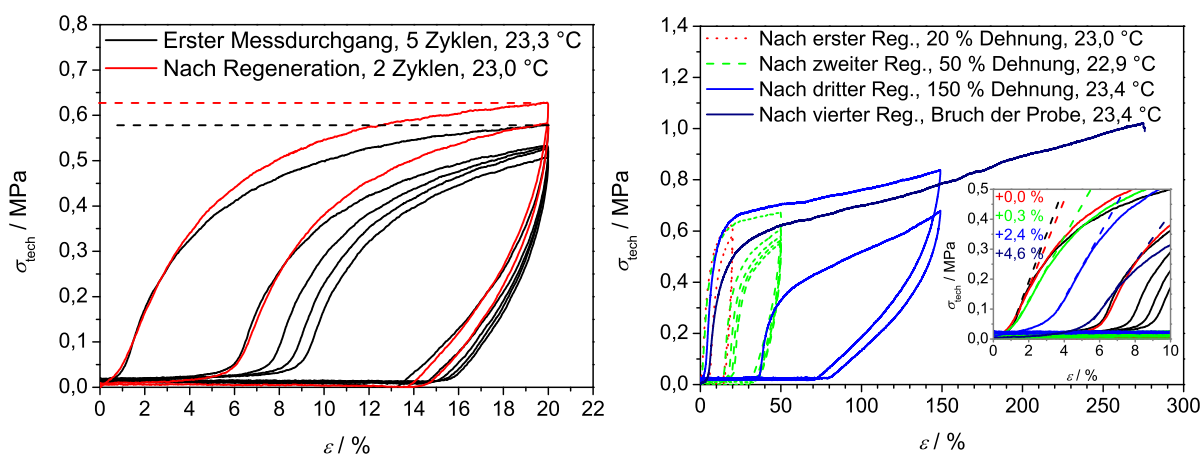 0,8
0,7
0,6
0,5
0,4
0,3
0,2
0,1
0,0
σtech / MPa
Erster Messdurchgang, 5 Zyklen, 23,3 °C
Nach Regeneration, 2 Zyklen, 23,0 °C
0 2 4 6 8 10 12 14 16 18 20 22
ε / %
1,4
1,2
1,0
0,8
0,6
0,4
0,2
0,0
σtech / MPa
Nach erster Reg., 20 % Dehnung, 23,0 °C
Nach zweiter Reg., 50 % Dehnung, 22,9 °C
Nach dritter Reg., 150 % Dehnung, 23,4 °C
Nach vierter Reg., Bruch der Probe, 23,4 °C
0,5
0,4
0,3
0,2
0,1
0,0
σtech / MPa
+0,0 %
+0,3 %
+2,4 %
+4,6 %
0 2 4 6 8 10
ε / %
0 50 100 150 200 250 300
ε / %